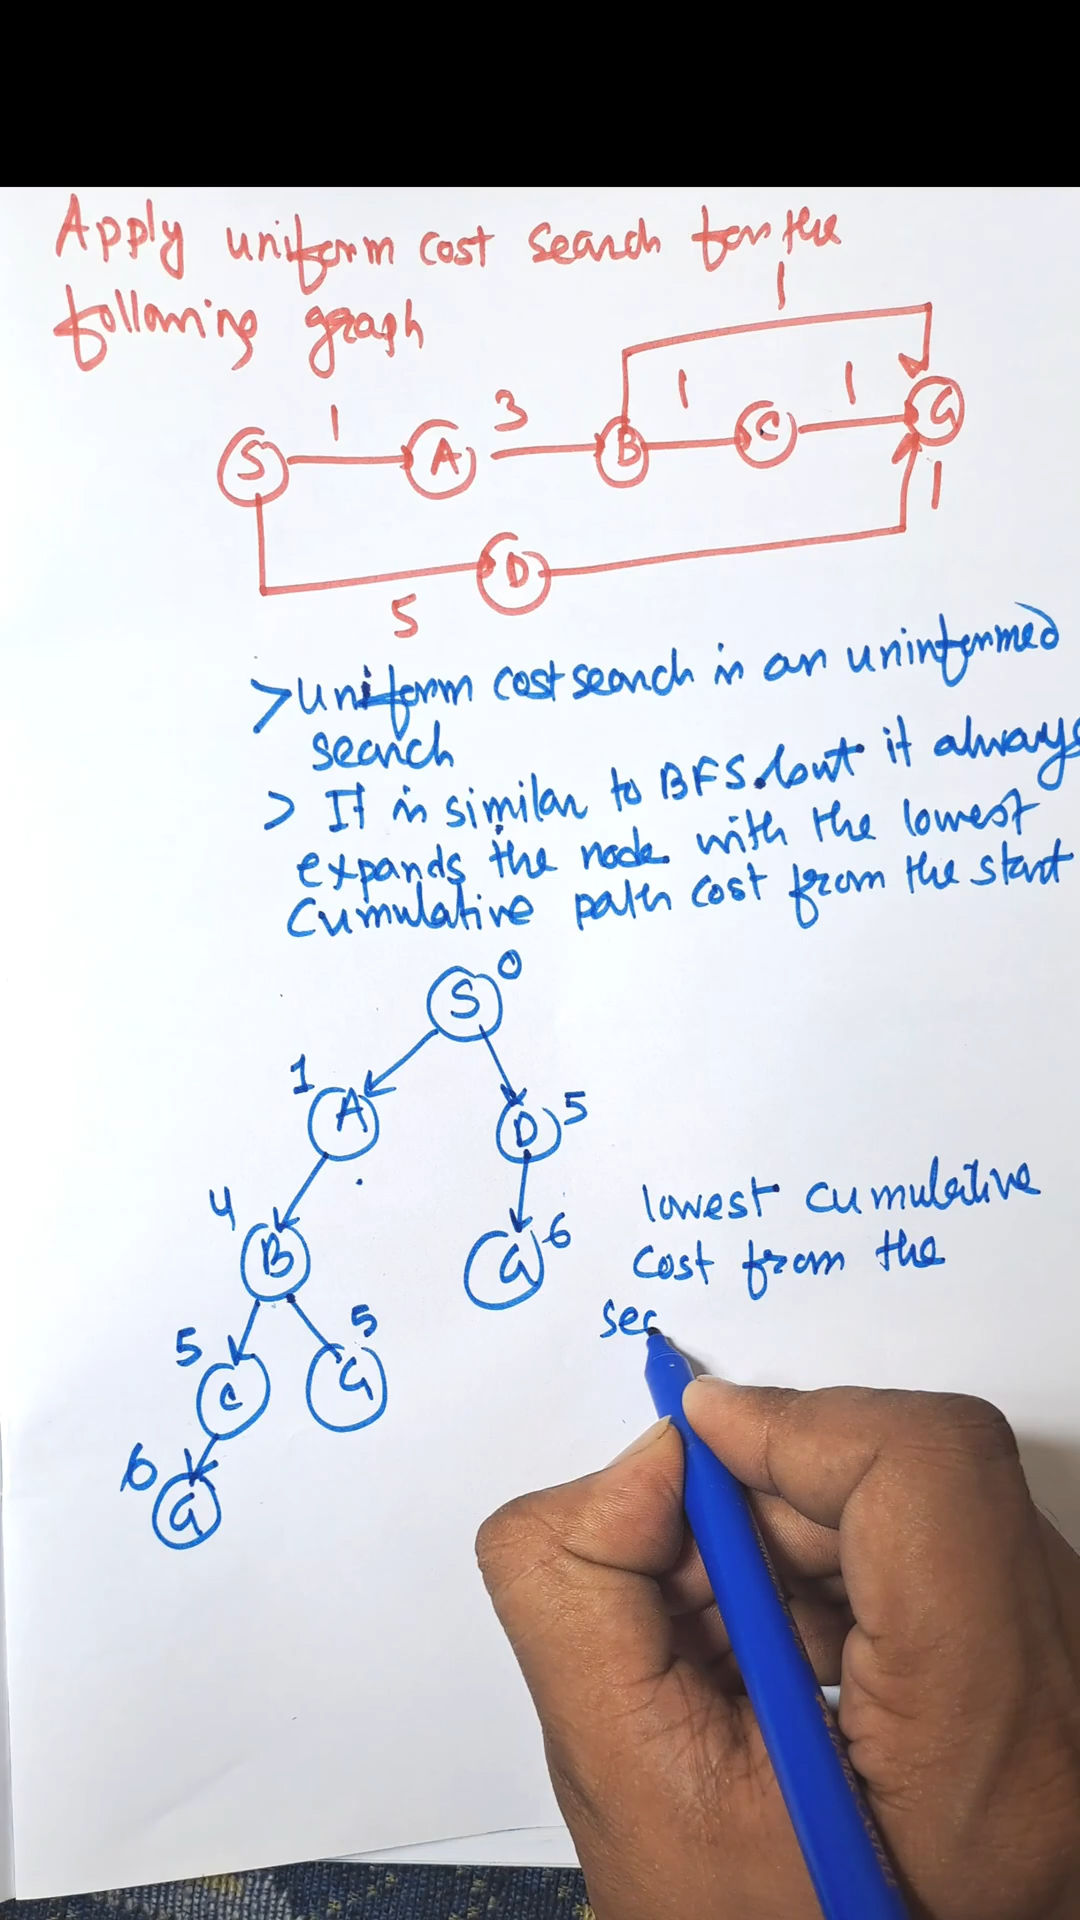 Apply uniform cost search for the
following graph
1
1 3 1 1
S A B C G
1
D
5
> Uniform cost search is an uninformed
search
> It is similar to BFS. but it always
expands the node with the lowest
Cumulative path cost from the start
S 0
1 A D 5
4 B G 6
lowest cumulative
cost from the
5 C G 5
6 G